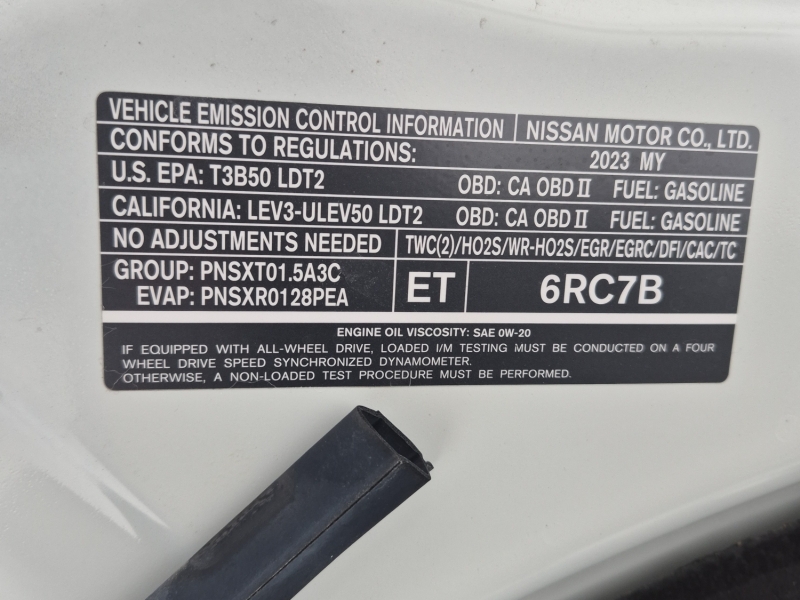 VEHICLE EMISSION CONTROL INFORMATION NISSAN MOTOR CO., LTD.
CONFORMS TO REGULATIONS: 2023 MY
U.S. EPA: T3B50 LDT2 OBD: CA OBD II FUEL: GASOLINE
CALIFORNIA: LEV3-ULEV50 LDT2 OBD: CA OBD II FUEL: GASOLINE
NO ADJUSTMENTS NEEDED TWC(2)/HO2S/WR-HO2S/EGR/EGRC/DFI/CAC/TC
GROUP: PNSXT01.5A3C
EVAP: PNSXR0128PEA
ET 6RC7B
ENGINE OIL VISCOSITY: SAE 0W-20
IF EQUIPPED WITH ALL-WHEEL DRIVE, LOADED I/M TESTING MUST BE CONDUCTED ON A FOUR
WHEEL DRIVE SPEED SYNCHRONIZED DYNAMOMETER.
OTHERWISE, A NON-LOADED TEST PROCEDURE MUST BE PERFORMED.